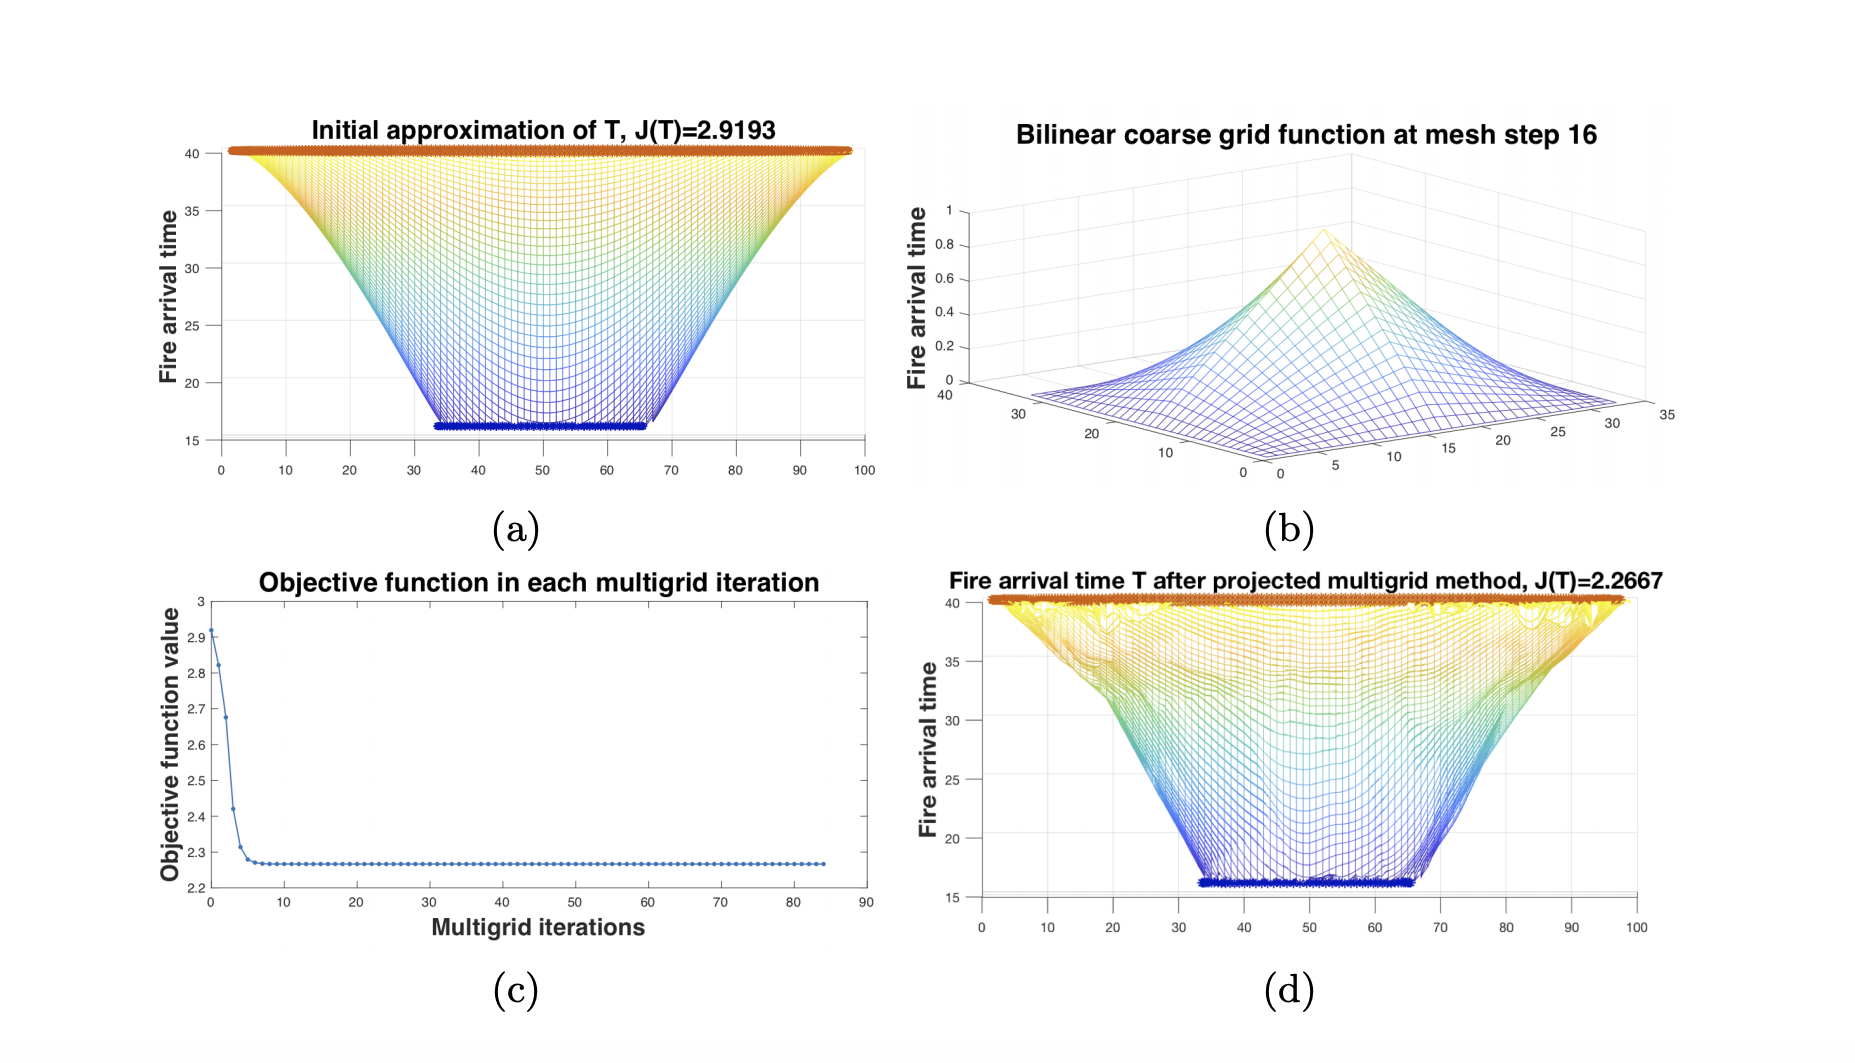 Initial approximation of T, J(T)=2.9193
Fire arrival time
40
35
30
25
20
15
0 10 20 30 40 50 60 70 80 90 100
(a)
Bilinear coarse grid function at mesh step 16
Fire arrival time
1
0.8
0.6
0.4
0.2
0
40
30
20
10
0
0 5 10 15 20 25 30 35
(b)
Objective function in each multigrid iteration
Objective function value
3
2.9
2.8
2.7
2.6
2.5
2.4
2.3
2.2
0 10 20 30 40 50 60 70 80 90
Multigrid iterations
(c)
Fire arrival time T after projected multigrid method, J(T)=2.2667
Fire arrival time
40
35
30
25
20
15
0 10 20 30 40 50 60 70 80 90 100
(d)